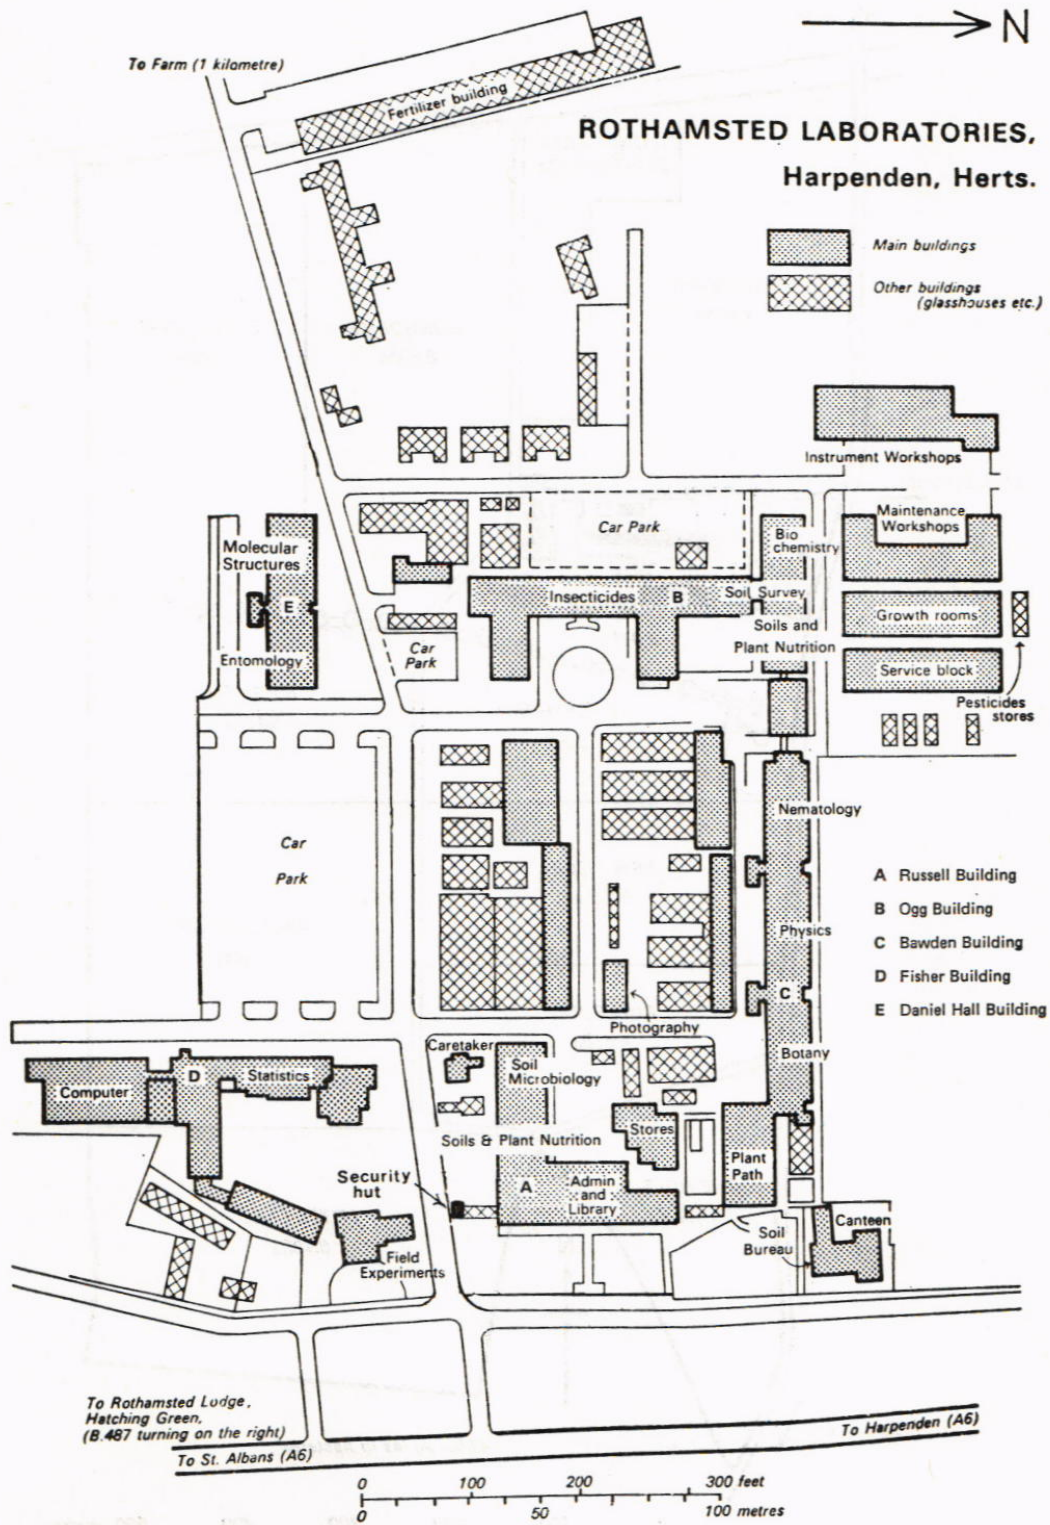 N
To Farm (1 kilometre)
Fertilizer building
ROTHAMSTED LABORATORIES,
Harpenden, Herts.
Main buildings
Other buildings
(glasshouses etc.)
Instrument Workshops
Maintenance
Workshops
Car Park
Bio
chemistry
Molecular
Structures
E
Entomology
Insecticides
B
Soil Survey
Soils and
Plant Nutrition
Growth rooms
Service block
Pesticides
stores
Car
Park
Car
Park
Nematology
Physics
C
Botany
A Russell Building
B Ogg Building
C Bawden Building
D Fisher Building
E Daniel Hall Building
Photography
Caretaker
Soil
Microbiology
Computer
D
Statistics
Soils & Plant Nutrition
Stores
Plant
Path
Security
hut
A
Admin
and
Library
Soil
Bureau
Canteen
Field
Experiments
To Rothamsted Lodge,
Hatching Green,
(B.487 turning on the right)
To St. Albans (A6)
To Harpenden (A6)
0 100 200 300 feet
0 50 100 metres